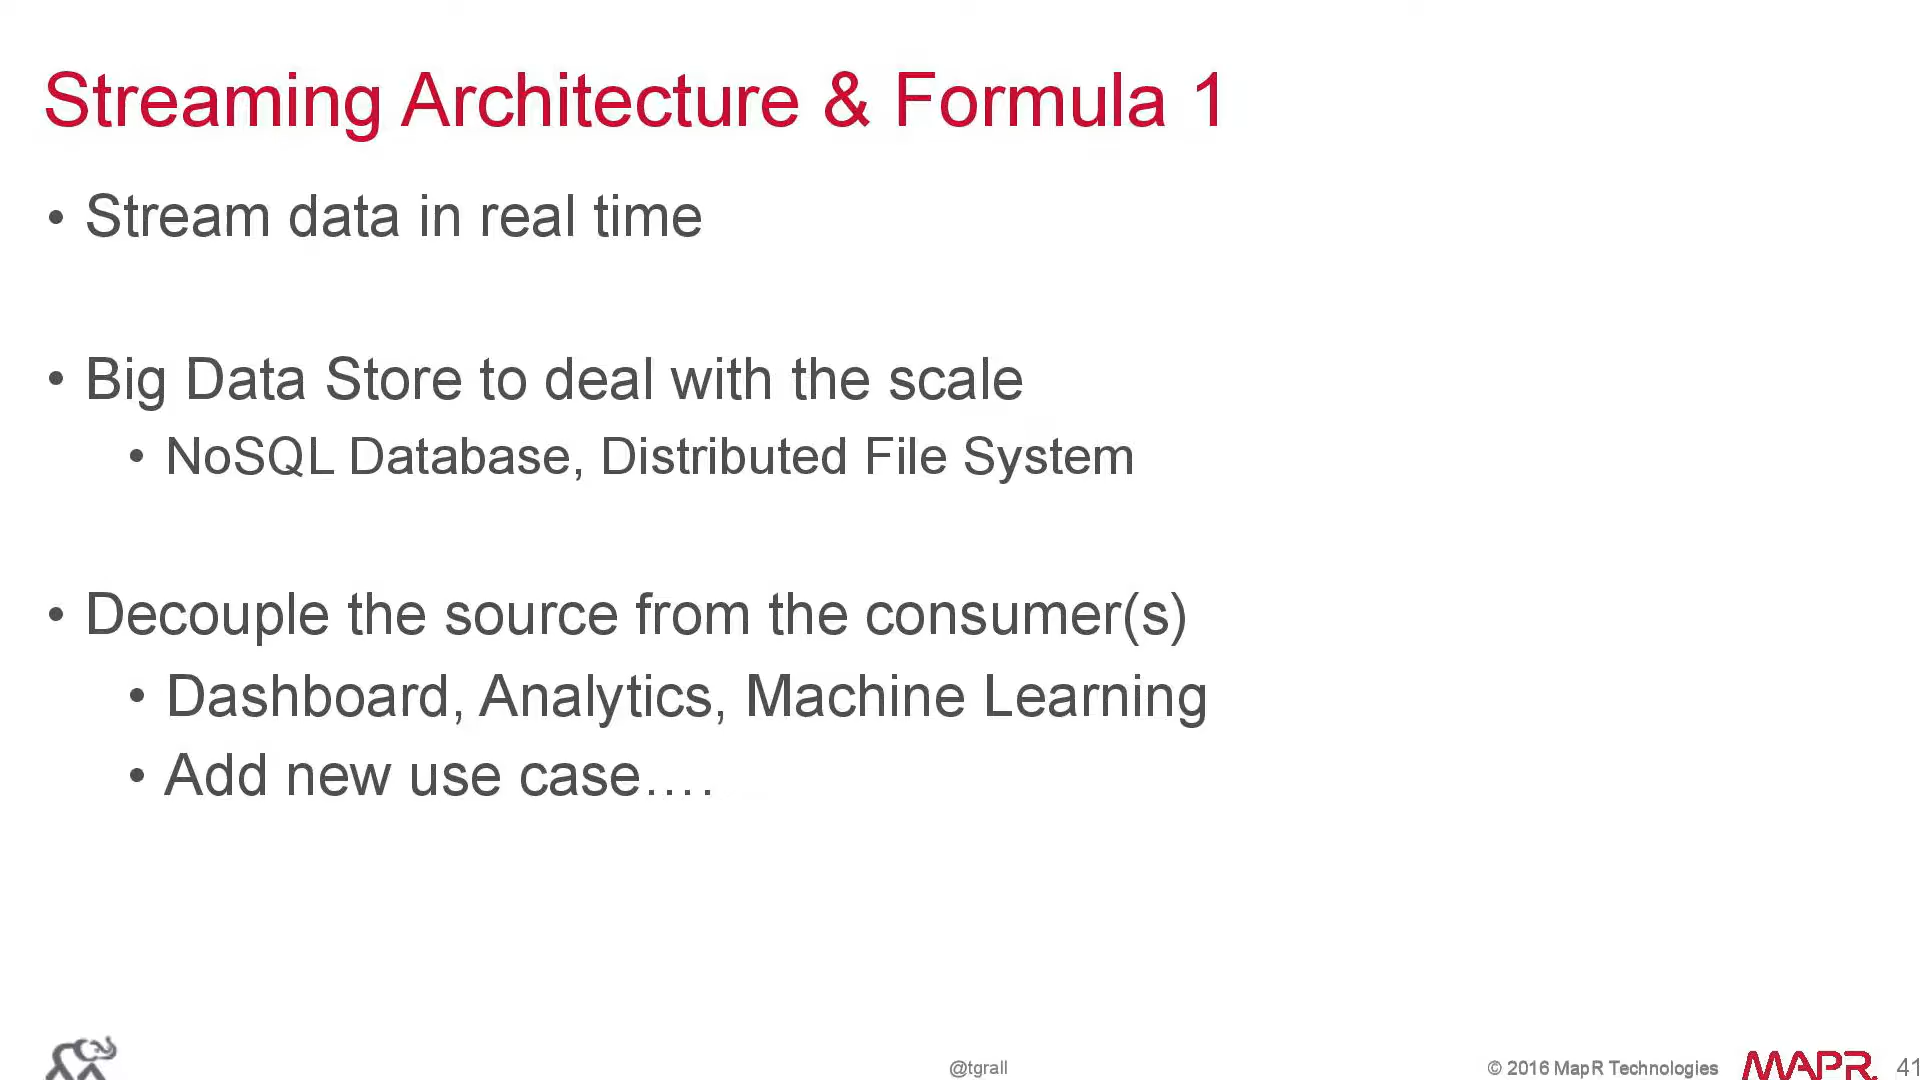 Streaming Architecture & Formula 1
• Stream data in real time
• Big Data Store to deal with the scale
• NoSQL Database, Distributed File System
• Decouple the source from the consumer(s)
• Dashboard, Analytics, Machine Learning
• Add new use case….
@tgrall
© 2016 MapR Technologies
MAPR.
41